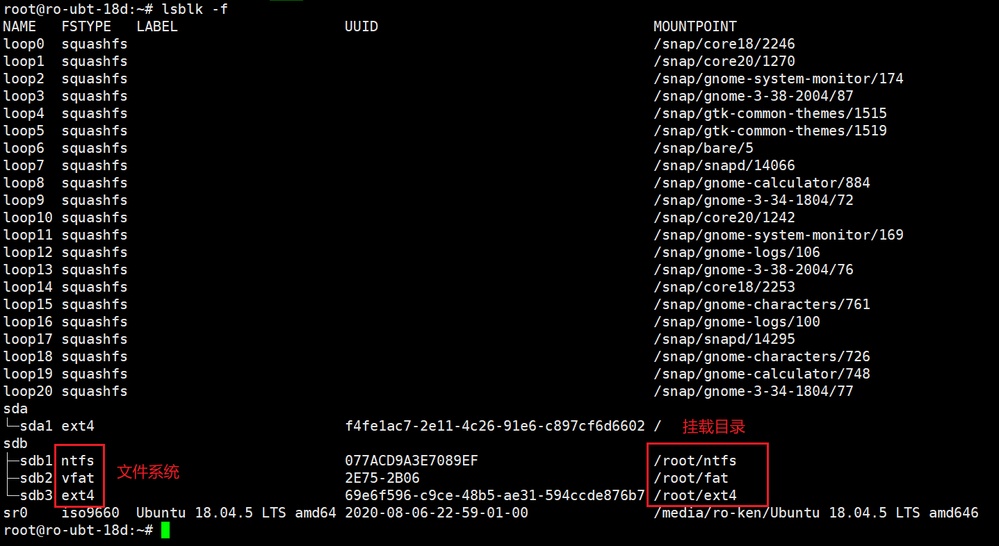 root@ro-ubt-18d:~# lsblk -f
NAME   FSTYPE   LABEL                    UUID                                 MOUNTPOINT
loop0  squashfs                                                               /snap/core18/2246
loop1  squashfs                                                               /snap/core20/1270
loop2  squashfs                                                               /snap/gnome-system-monitor/174
loop3  squashfs                                                               /snap/gnome-3-38-2004/87
loop4  squashfs                                                               /snap/gtk-common-themes/1515
loop5  squashfs                                                               /snap/gtk-common-themes/1519
loop6  squashfs                                                               /snap/bare/5
loop7  squashfs                                                               /snap/snapd/14066
loop8  squashfs                                                               /snap/gnome-calculator/884
loop9  squashfs                                                               /snap/gnome-3-34-1804/72
loop10 squashfs                                                               /snap/core20/1242
loop11 squashfs                                                               /snap/gnome-system-monitor/169
loop12 squashfs                                                               /snap/gnome-logs/106
loop13 squashfs                                                               /snap/gnome-3-38-2004/76
loop14 squashfs                                                               /snap/core18/2253
loop15 squashfs                                                               /snap/gnome-characters/761
loop16 squashfs                                                               /snap/gnome-logs/100
loop17 squashfs                                                               /snap/snapd/14295
loop18 squashfs                                                               /snap/gnome-characters/726
loop19 squashfs                                                               /snap/gnome-calculator/748
loop20 squashfs                                                               /snap/gnome-3-34-1804/77
sda
└─sda1 ext4                              f4fe1ac7-2e11-4c26-91e6-c897cf6d6602 /   挂载目录
sdb
├─sdb1 ntfs                              077ACD9A3E7089EF                     /root/ntfs
├─sdb2 vfat   文件系统                   2E75-2B06                            /root/fat
└─sdb3 ext4                              69e6f596-c9ce-48b5-ae31-594ccde876b7 /root/ext4
sr0    iso9660  Ubuntu 18.04.5 LTS amd64 2020-08-06-22-59-01-00               /media/ro-ken/Ubuntu 18.04.5 LTS amd646
root@ro-ubt-18d:~#